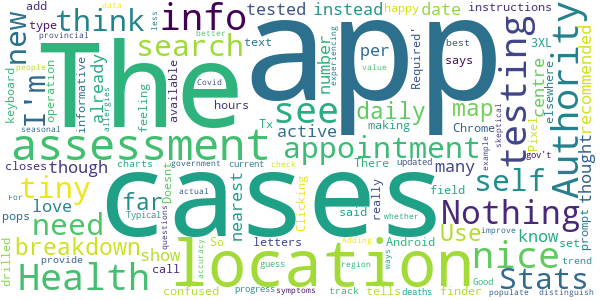 The
app
cases
location
assessment
Nothing
Health
Authority
testing
appointment
info
think
search
see
nice
Stats
self
tiny
need
new
I'm
far
Use
map
daily
breakdown
many
though
love
show
nearest
active
tested
instead
date
number
per
already
centre
recommended
thought
know
add
type
text
happy
instructions
less
data
provincial
better
best
says
Required'
experiencing
3XL
elsewhere
skeptical
keyboard
operation
people
seasonal
informative
allergies
Covid
feeling
available
hours
Tx
making
value
Chrome
pixel
example
gov't
closes
charts
Typical
government
actual
Doesnt
current
check
There
updated
field
prompt
pops
For
provide
call
questions
accuracy
So
letters
Clicking
said
really
whether
Android
set
trend
drilled
confused
guess
progress
symptoms
track
region
Adding
tells
deaths
ways
finder
Good
populate
improve
distinguish